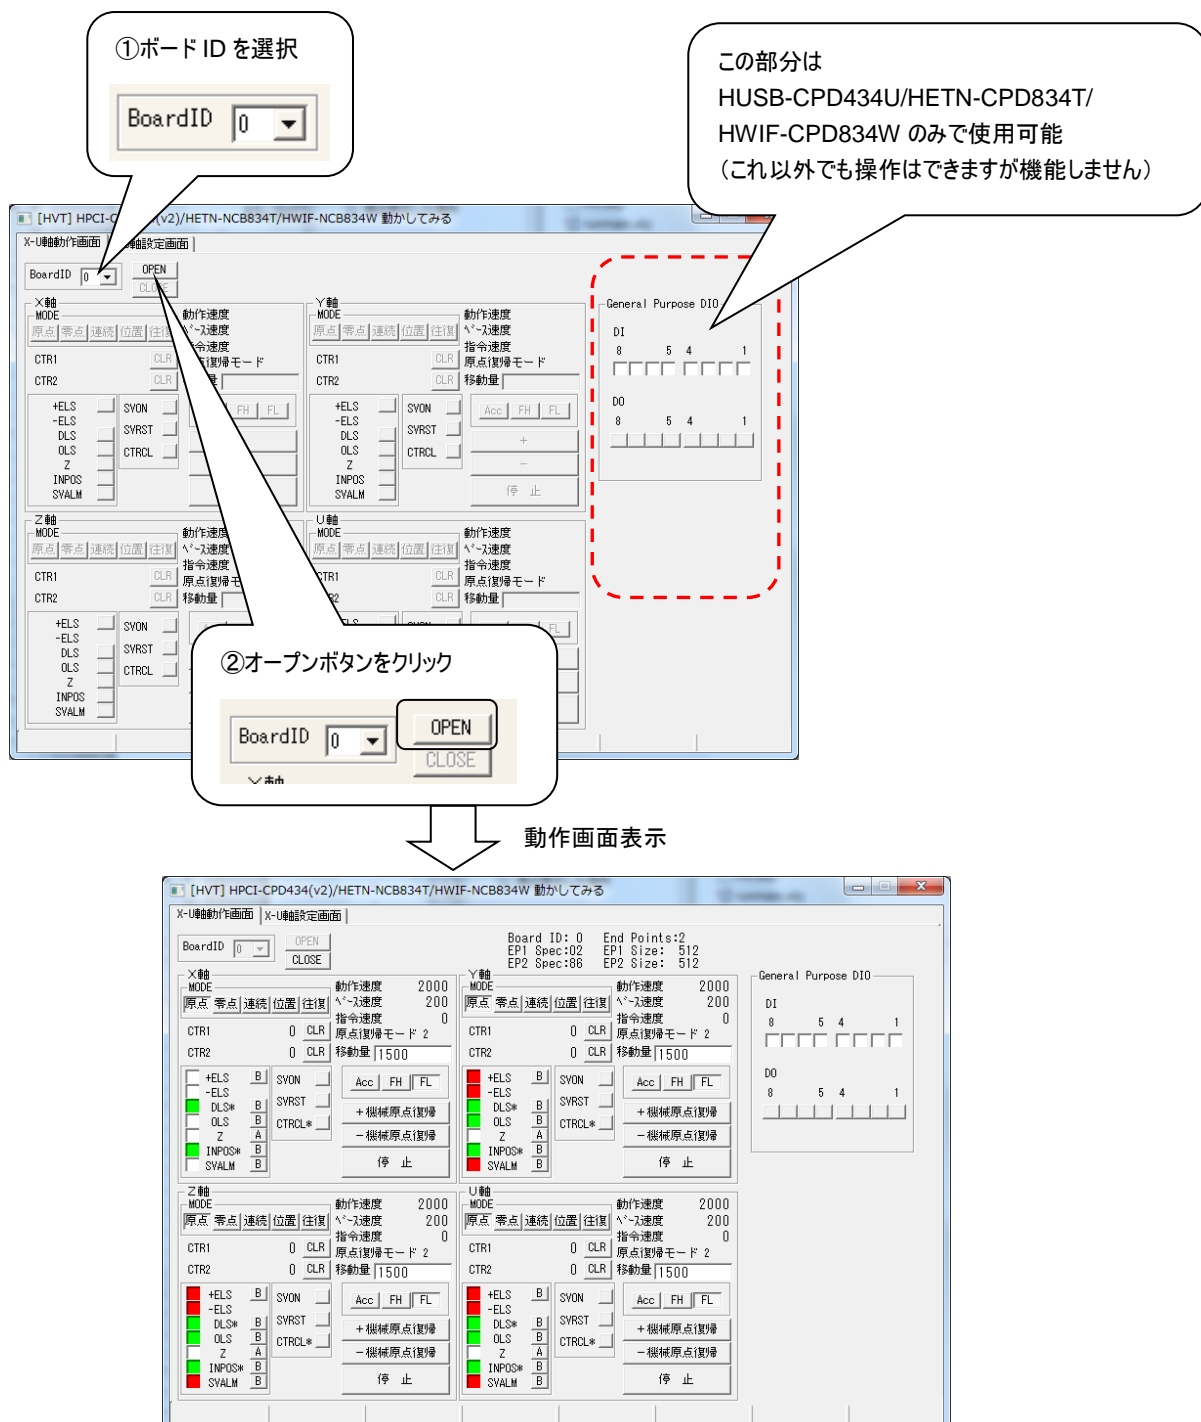 ①ボード ID を選択
BoardID 0
この部分は
HUSB-CPD434U/HETN-CPD834T/
HWIF-CPD834W のみで使用可能
（これ以外でも操作はできますが機能しません）
[HVT] HPCI-C (v2)/HETN-NCB834T/HWIF-NCB834W 動かしてみる
X-U軸動作画面 軸設定画面
BoardID 0 OPEN
CLOSE
X軸
MODE 動作速度
原点 零点 連続 位置 往復 ベース速度
指令速度
CTR1 CLR 原点復帰モード
CTR2 CLR 移動量
+ELS SVON FH FL
-ELS
DLS SVRST
OLS CTRCL
Z
INPOS
SVALM
Y軸
MODE 動作速度
原点 零点 連続 位置 往復 ベース速度
指令速度
CTR1 CLR 原点復帰モード
CTR2 CLR 移動量
+ELS SVON Acc FH FL
-ELS
DLS SVRST +
OLS CTRCL
Z −
INPOS
SVALM 停 止
General Purpose DIO
DI
8 5 4 1
DO
8 5 4 1
Z軸
MODE 動作速度
原点 零点 連続 位置 往復 ベース速度
指令速度
CTR1 CLR 原点復帰モード
CTR2 CLR 移動量
+ELS SVON
-ELS
DLS SVRST
OLS CTRCL
Z
INPOS
SVALM
U軸
MODE 動作速度
原点 零点 連続 位置 往復 ベース速度
指令速度
CTR1 CLR 原点復帰モード
CLR 移動量
FL
②オープンボタンをクリック
BoardID 0 OPEN
CLOSE
動作画面表示
[HVT] HPCI-CPD434(v2)/HETN-NCB834T/HWIF-NCB834W 動かしてみる
X-U軸動作画面 X-U軸設定画面
BoardID 0 OPEN
CLOSE
Board ID: 0 End Points:2
EP1 Spec:02 EP1 Size: 512
EP2 Spec:86 EP2 Size: 512
X軸
MODE 動作速度 2000
原点 零点 連続 位置 往復 ベース速度 200
指令速度 0
CTR1 0 CLR 原点復帰モード 2
CTR2 0 CLR 移動量 1500
+ELS B SVON Acc FH FL
-ELS
DLS* B SVRST +機械原点復帰
OLS B CTRCL*
Z A −機械原点復帰
INPOS* B
SVALM B 停 止
Y軸
MODE 動作速度 2000
原点 零点 連続 位置 往復 ベース速度 200
指令速度 0
CTR1 0 CLR 原点復帰モード 2
CTR2 0 CLR 移動量 1500
+ELS B SVON Acc FH FL
-ELS
DLS* B SVRST +機械原点復帰
OLS B CTRCL*
Z A −機械原点復帰
INPOS* B
SVALM B 停 止
General Purpose DIO
DI
8 5 4 1
DO
8 5 4 1
Z軸
MODE 動作速度 2000
原点 零点 連続 位置 往復 ベース速度 200
指令速度 0
CTR1 0 CLR 原点復帰モード 2
CTR2 0 CLR 移動量 1500
+ELS B SVON Acc FH FL
-ELS
DLS* B SVRST +機械原点復帰
OLS B CTRCL*
Z A −機械原点復帰
INPOS* B
SVALM B 停 止
U軸
MODE 動作速度 2000
原点 零点 連続 位置 往復 ベース速度 200
指令速度 0
CTR1 0 CLR 原点復帰モード 2
CTR2 0 CLR 移動量 1500
+ELS B SVON Acc FH FL
-ELS
DLS* B SVRST +機械原点復帰
OLS B CTRCL*
Z A −機械原点復帰
INPOS* B
SVALM B 停 止